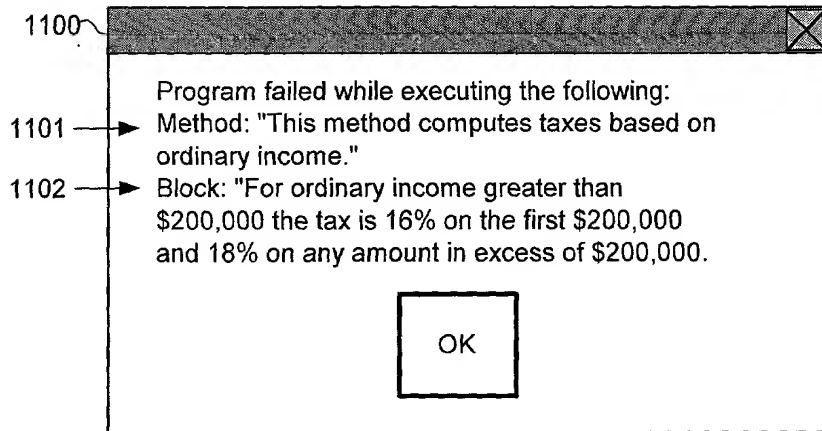 1100
Program failed while executing the following:
1101 Method: "This method computes taxes based on
ordinary income."
1102 Block: "For ordinary income greater than
$200,000 the tax is 16% on the first $200,000
and 18% on any amount in excess of $200,000.
OK